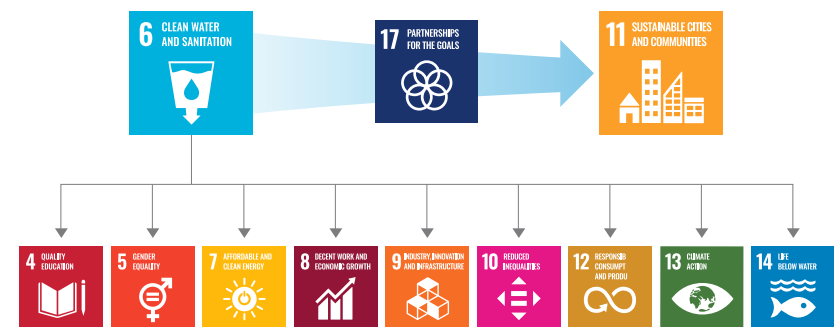 6 CLEAN WATER
AND SANITATION
17 PARTNERSHIPS
FOR THE GOALS
11 SUSTAINABLE CITIES
AND COMMUNITIES
4 QUALITY
EDUCATION
5 GENDER
EQUALITY
7 AFFORDABLE AND
CLEAN ENERGY
8 DECENT WORK AND
ECONOMIC GROWTH
9 INDUSTRY, INNOVATION
AND INFRASTRUCTURE
10 REDUCED
INEQUALITIES
12 RESPONSIB
CONSUMPT
AND PRODU
13 CLIMATE
ACTION
14 LIFE
BELOW WATER